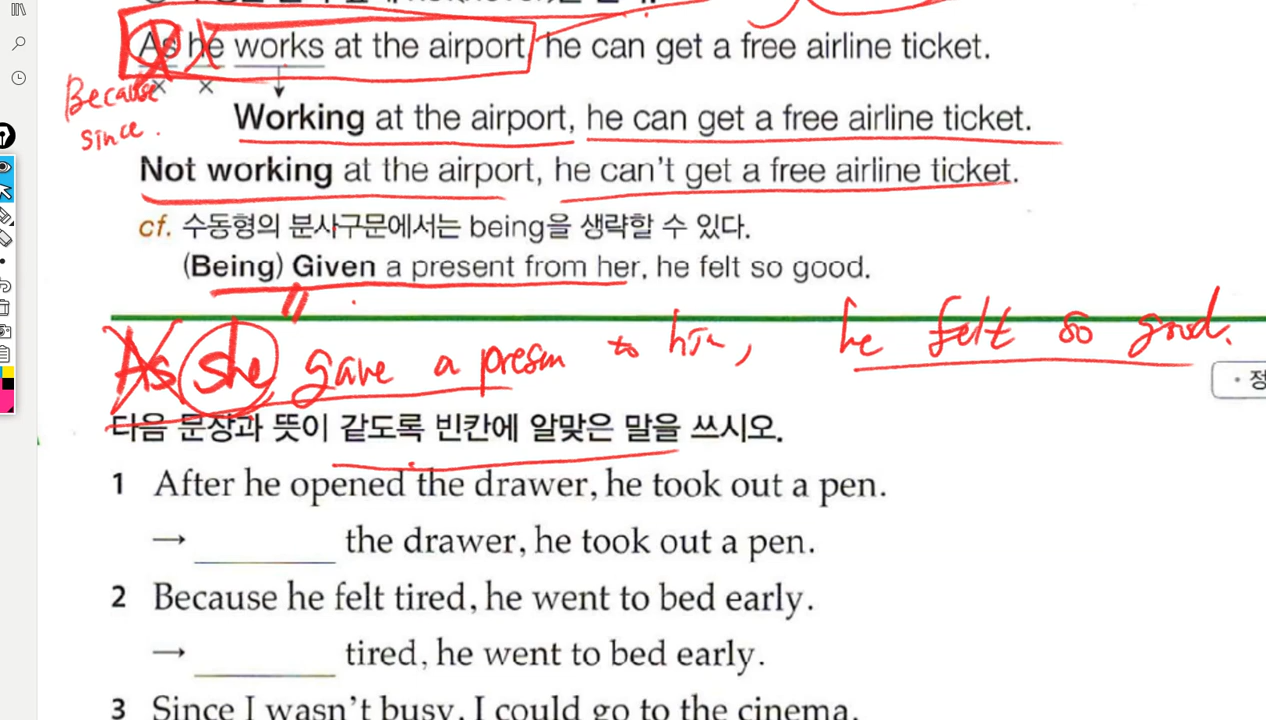 As he works at the airport, he can get a free airline ticket.
Because
since.
Working at the airport, he can get a free airline ticket.
Not working at the airport, he can't get a free airline ticket.
cf. 수동형의 분사구문에서는 being을 생략할 수 있다.
(Being) Given a present from her, he felt so good.
As she gave a presen to him, he felt so good.
다음 문장과 뜻이 같도록 빈칸에 알맞은 말을 쓰시오.
1 After he opened the drawer, he took out a pen.
→ ________ the drawer, he took out a pen.
2 Because he felt tired, he went to bed early.
→ ________ tired, he went to bed early.
3 Since I wasn't busy, I could go to the cinema.